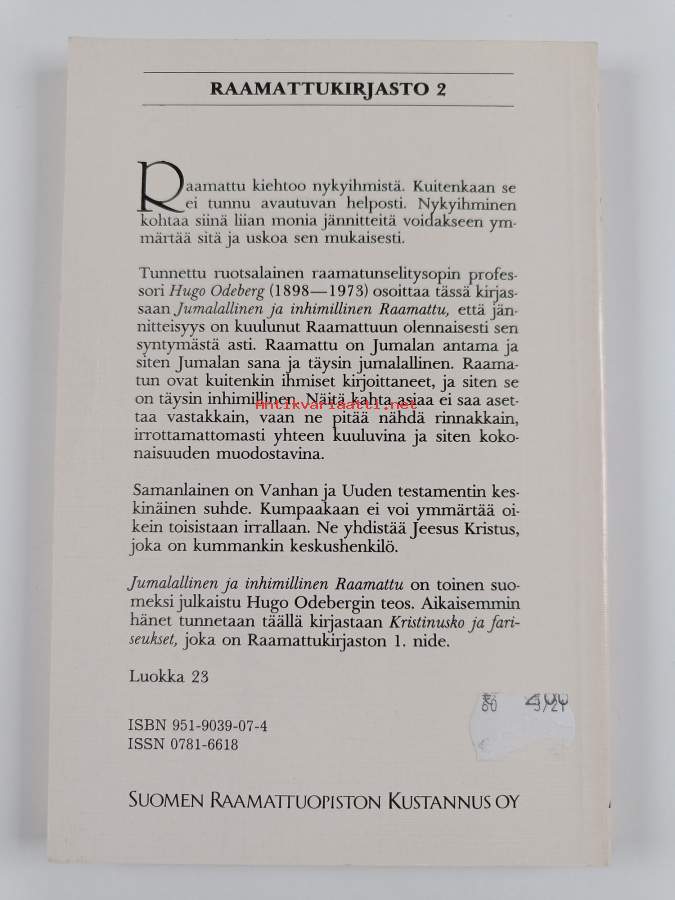 RAAMATTUKIRJASTO 2
Raamattu kiehtoo nykyihmistä. Kuitenkaan se
ei tunnu avautuvan helposti. Nykyihminen
kohtaa siinä liian monia jännitteitä voidakseen ym-
märtää sitä ja uskoa sen mukaisesti.
Tunnettu ruotsalainen raamatunselitysopin profes-
sori Hugo Odeberg (1898—1973) osoittaa tässä kirjas-
saan Jumalallinen ja inhimillinen Raamattu, että jän-
nitteisyys on kuulunut Raamattuun olennaisesti sen
syntymästä asti. Raamattu on Jumalan antama ja
siten Jumalan sana ja täysin jumalallinen. Raama-
tun ovat kuitenkin ihmiset kirjoittaneet, ja siten se
on täysin inhimillinen. Näitä kahta asiaa ei saa aset-
Antikvariaatti.net
taa vastakkain, vaan ne pitää nähdä rinnakkain,
irrottamattomasti yhteen kuuluvina ja siten koko-
naisuuden muodostavina.
Samanlainen on Vanhan ja Uuden testamentin kes-
kinäinen suhde. Kumpaakaan ei voi ymmärtää oi-
kein toisistaan irrallaan. Ne yhdistää Jeesus Kristus,
joka on kummankin keskushenkilö.
Jumalallinen ja inhimillinen Raamattu on toinen suo-
meksi julkaistu Hugo Odebergin teos. Aikaisemmin
hänet tunnetaan täällä kirjastaan Kristinusko ja fari-
seukset, joka on Raamattukirjaston 1. nide.
Luokka 23
ISBN 951-9039-07-4
ISSN 0781-6618
SUOMEN RAAMATTUOPISTON KUSTANNUS OY